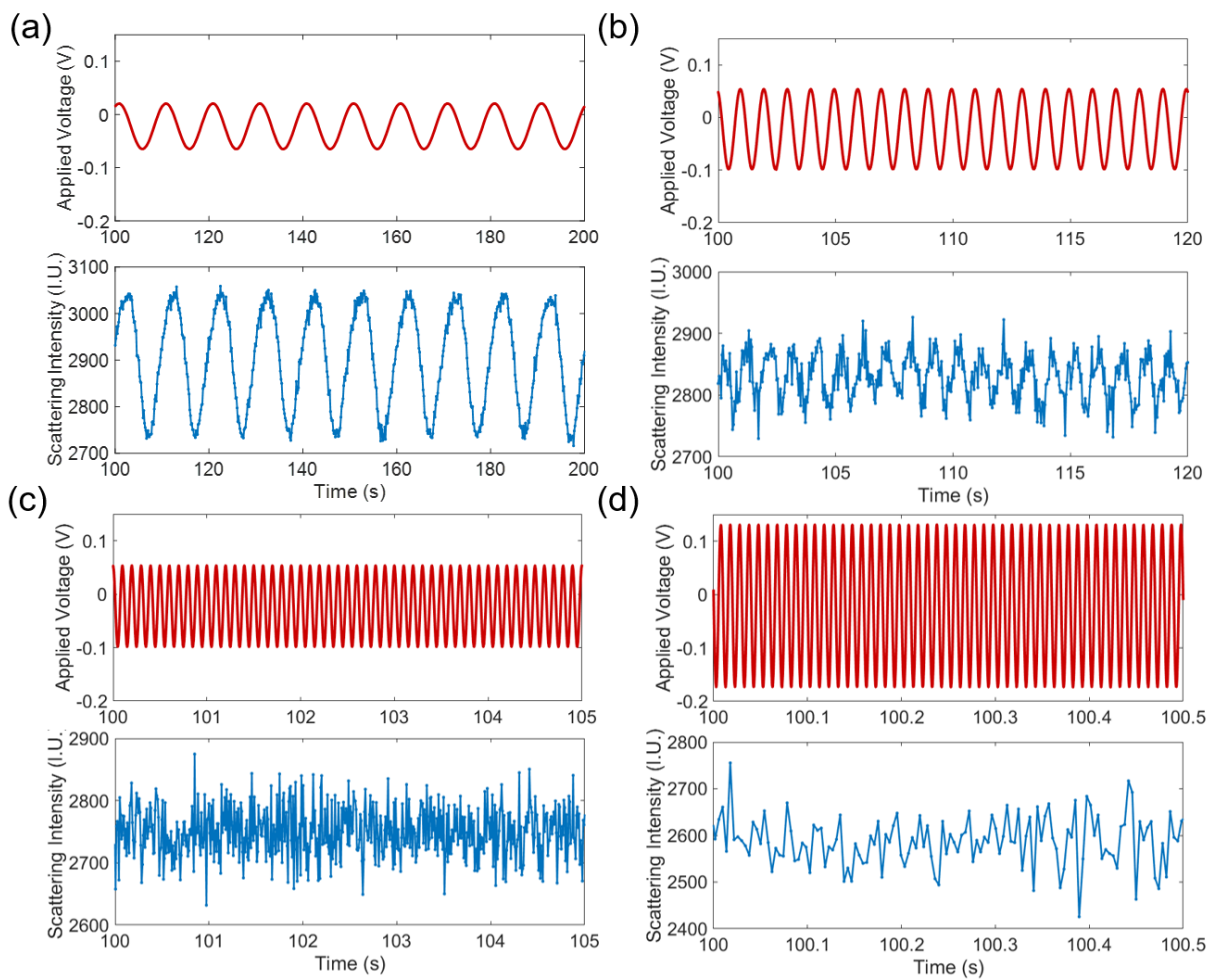 (a)
Applied Voltage (V)
0.1
0
-0.1
-0.2
100 120 140 160 180 200
Scattering Intensity (I.U.)
3100
3000
2900
2800
2700
100 120 140 160 180 200
Time (s)
(b)
Applied Voltage (V)
0.1
0
-0.1
-0.2
100 105 110 115 120
Scattering Intensity (I.U.)
3000
2900
2800
2700
100 105 110 115 120
Time (s)
(c)
Applied Voltage (V)
0.1
0
-0.1
-0.2
100 101 102 103 104 105
Scattering Intensity (I.U.)
2900
2800
2700
2600
100 101 102 103 104 105
Time (s)
(d)
Applied Voltage (V)
0.1
0
-0.1
-0.2
100 100.1 100.2 100.3 100.4 100.5
Scattering Intensity (I.U.)
2800
2700
2600
2500
2400
100 100.1 100.2 100.3 100.4 100.5
Time (s)